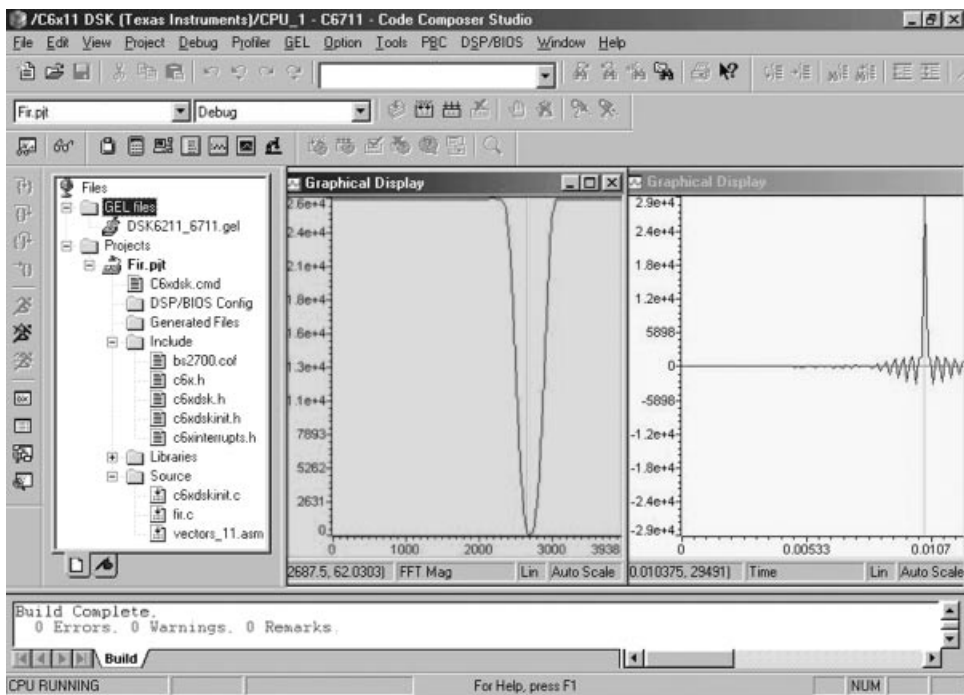 /C6x11 DSK (Texas Instruments)/CPU_1 - C6711 - Code Composer Studio
File Edit View Project Debug Profiler GEL Option Tools PBC DSP/BIOS Window Help
Fir.pjt Debug
Files
GEL files
DSK6211_6711.gel
Projects
Fir.pjt
C6xdsk.cmd
DSP/BIOS Config
Generated Files
Include
bs2700.cof
c6x.h
c6xdsk.h
c6xdskinit.h
c6xinterrupts.h
Libraries
Source
c6xdskinit.c
fir.c
vectors_11.asm
Graphical Display
2.6e+4
2.4e+4
2.1e+4
1.8e+4
1.6e+4
1.3e+4
1.1e+4
7893
5262
2631
0
0 1000 2000 3000 3938
2687.5, 62.0303) FFT Mag Lin Auto Scale
Graphical Display
2.9e+4
2.4e+4
1.8e+4
1.2e+4
5898
0
-5898
-1.2e+4
-1.8e+4
-2.4e+4
-2.9e+4
0 0.00533 0.0107
0.010375, 29491) Time Lin Auto Scale
Build Complete,
0 Errors, 0 Warnings, 0 Remarks.
Build
CPU RUNNING For Help, press F1 NUM